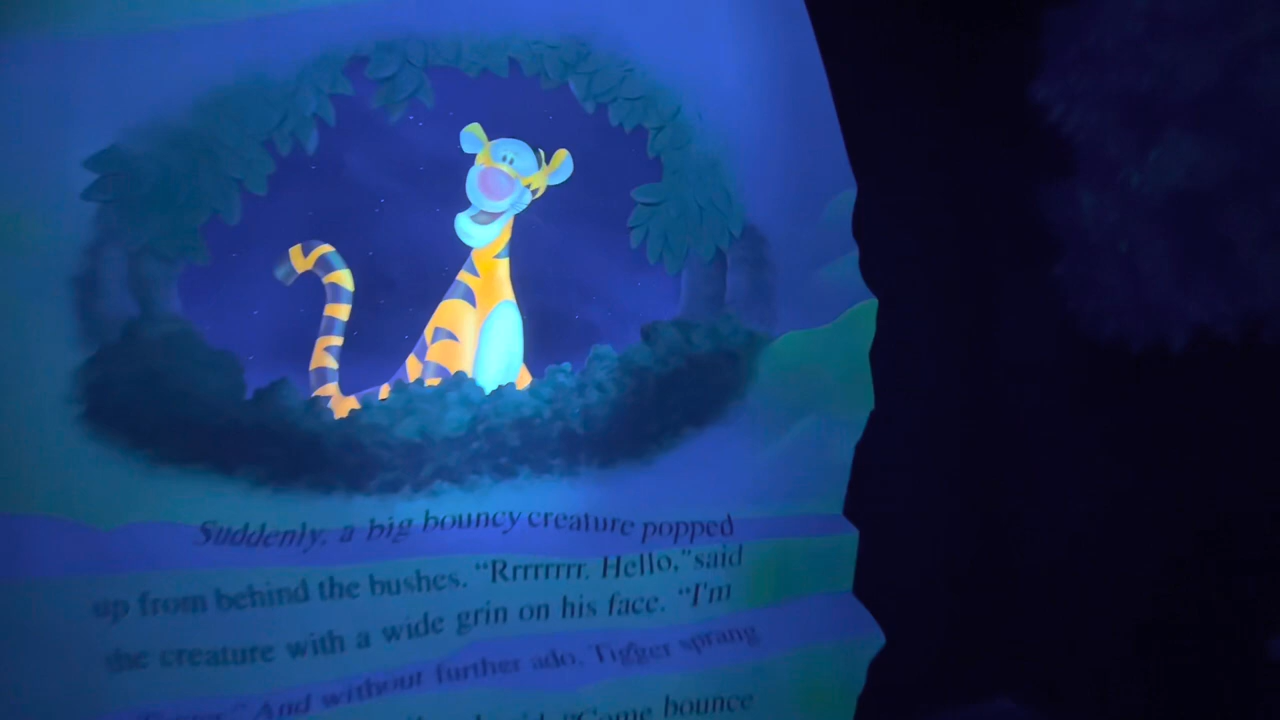 Suddenly, a big bouncy creature popped
up from behind the bushes. “Rrrrrrrr. Hello,” said
the creature with a wide grin on his face. “I'm
And without further ado, Tigger sprang
“Come bounce